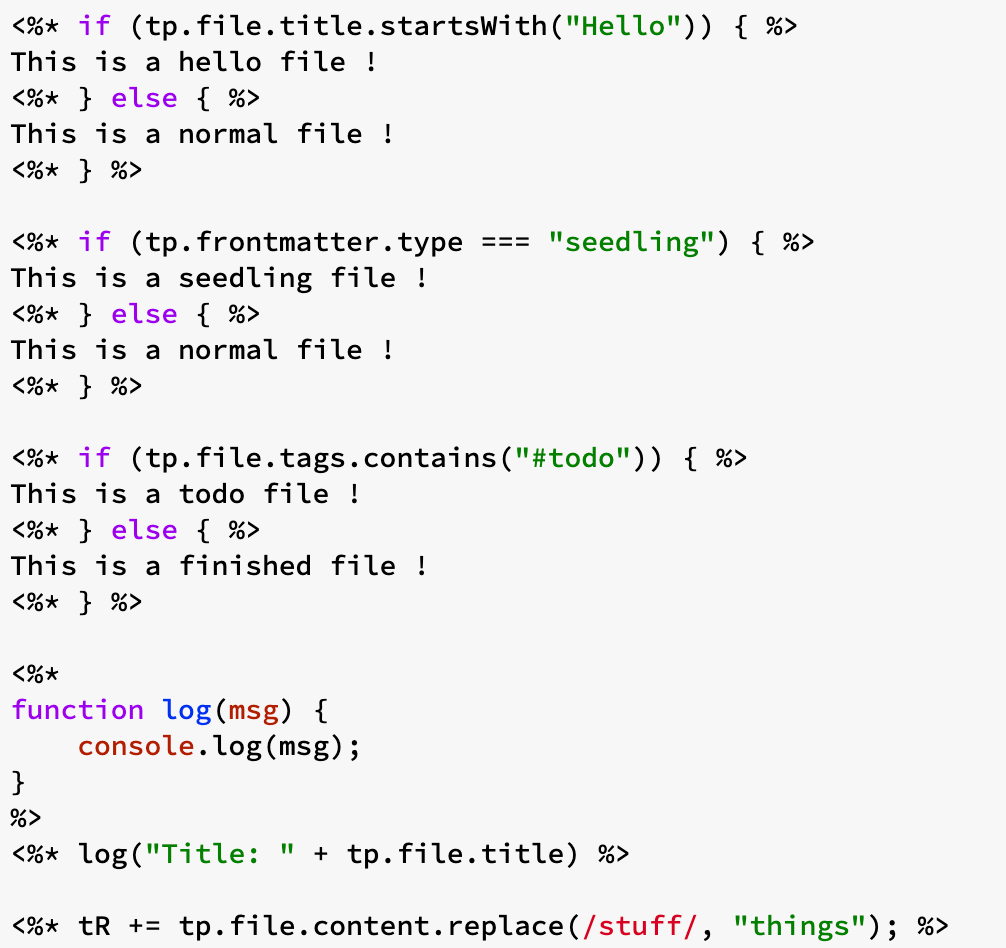 <%* if (tp.file.title.startsWith("Hello")) { %>
This is a hello file !
<%* } else { %>
This is a normal file !
<%* } %>

<%* if (tp.frontmatter.type === "seedling") { %>
This is a seedling file !
<%* } else { %>
This is a normal file !
<%* } %>

<%* if (tp.file.tags.contains("#todo")) { %>
This is a todo file !
<%* } else { %>
This is a finished file !
<%* } %>

<%*
function log(msg) {
    console.log(msg);
}
%>
<%* log("Title: " + tp.file.title) %>

<%* tR += tp.file.content.replace(/stuff/, "things"); %>